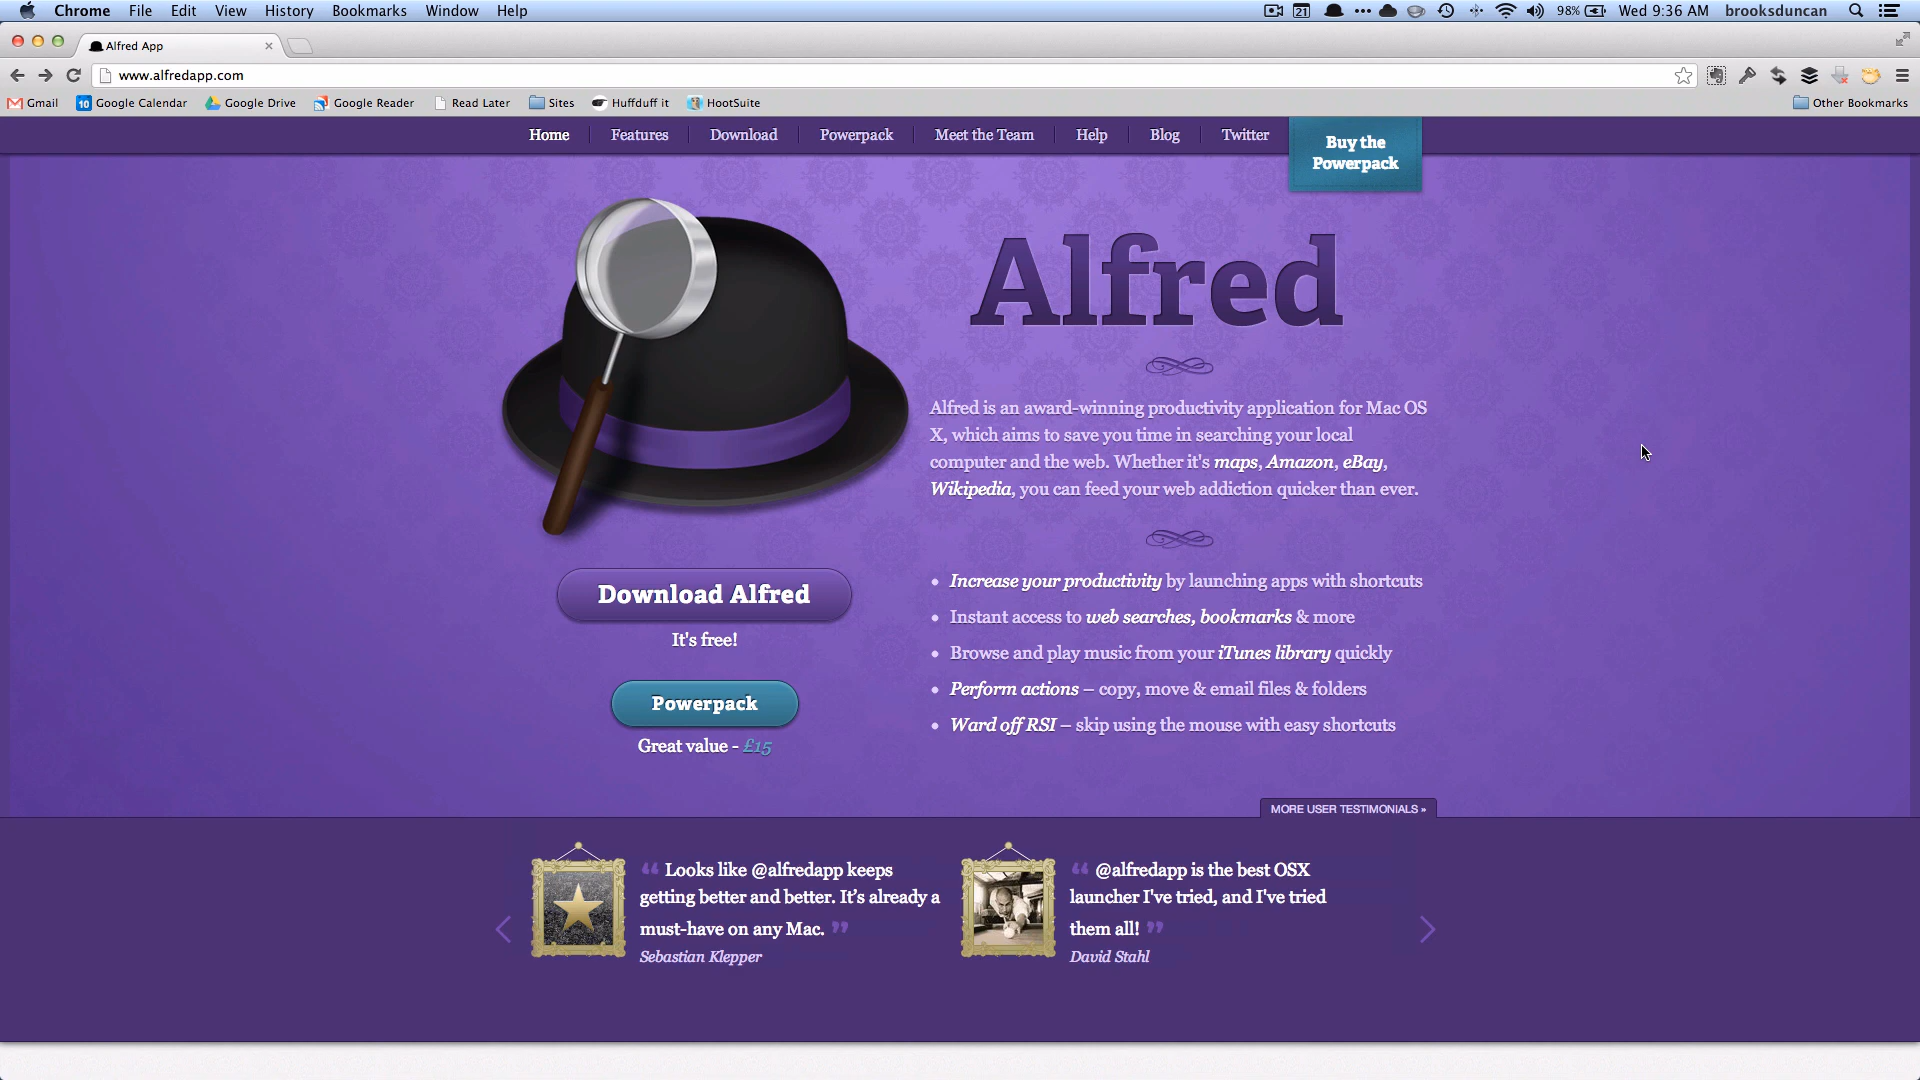 Chrome File Edit View History Bookmarks Window Help
21 98% Wed 9:36 AM brooksduncan
Alfred App
www.alfredapp.com
Gmail 10 Google Calendar Google Drive Google Reader Read Later Sites Huffduff it HootSuite Other Bookmarks
Home Features Download Powerpack Meet the Team Help Blog Twitter
Buy the
Powerpack
Alfred
Alfred is an award-winning productivity application for Mac OS
X, which aims to save you time in searching your local
computer and the web. Whether it's maps, Amazon, eBay,
Wikipedia, you can feed your web addiction quicker than ever.
Download Alfred
It's free!
Powerpack
Great value - £15
• Increase your productivity by launching apps with shortcuts
• Instant access to web searches, bookmarks & more
• Browse and play music from your iTunes library quickly
• Perform actions – copy, move & email files & folders
• Ward off RSI – skip using the mouse with easy shortcuts
MORE USER TESTIMONIALS »
“ Looks like @alfredapp keeps
getting better and better. It’s already a
must-have on any Mac. ”
Sebastian Klepper
“ @alfredapp is the best OSX
launcher I've tried, and I've tried
them all! ”
David Stahl